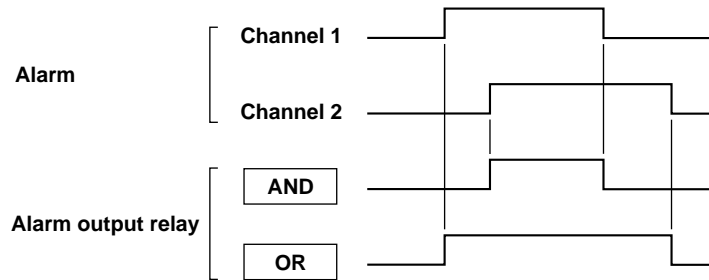 Channel 1
Alarm
Channel 2
AND
Alarm output relay
OR